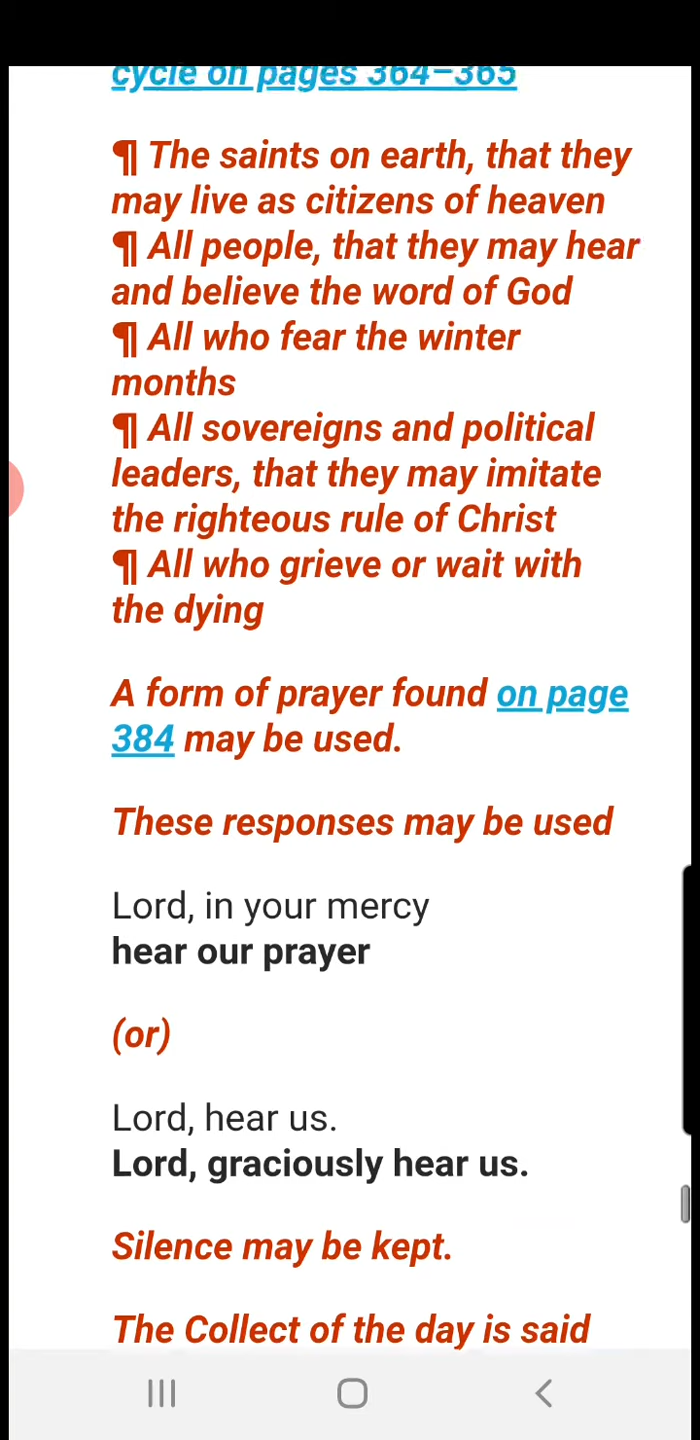 cycle on pages 364–365
¶ The saints on earth, that they
may live as citizens of heaven
¶ All people, that they may hear
and believe the word of God
¶ All who fear the winter
months
¶ All sovereigns and political
leaders, that they may imitate
the righteous rule of Christ
¶ All who grieve or wait with
the dying
A form of prayer found on page
384 may be used.
These responses may be used
Lord, in your mercy
hear our prayer
(or)
Lord, hear us.
Lord, graciously hear us.
Silence may be kept.
The Collect of the day is said